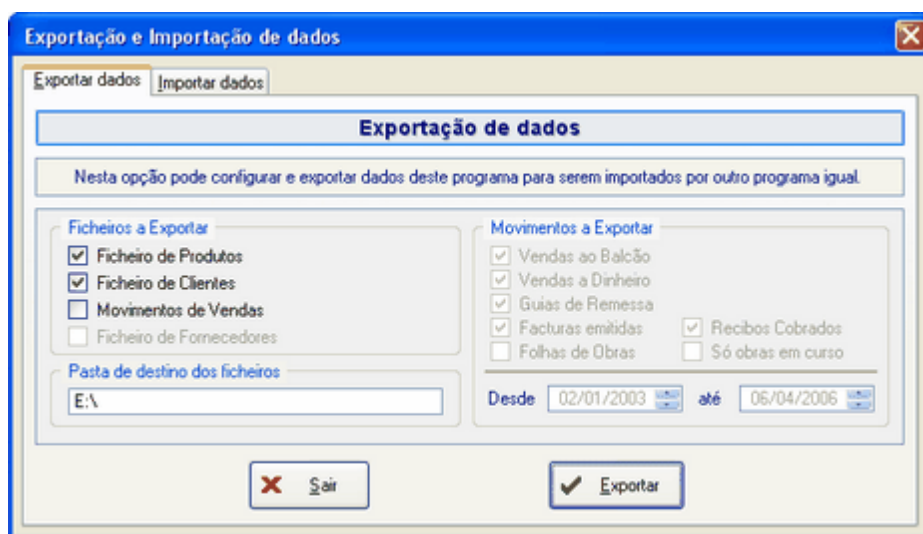 Exportação e Importação de dados
Exportar dados
Importar dados
Exportação de dados
Nesta opção pode configurar e exportar dados deste programa para serem importados por outro programa igual.
Ficheiros a Exportar
Ficheiro de Produtos
Ficheiro de Clientes
Movimentos de Vendas
Ficheiro de Fornecedores
Pasta de destino dos ficheiros
E:\
Movimentos a Exportar
Vendas ao Balcão
Vendas a Dinheiro
Guias de Remessa
Facturas emitidas
Recibos Cobrados
Folhas de Obras
Só obras em curso
Desde 02/01/2003 até 06/04/2006
Sair
Exportar